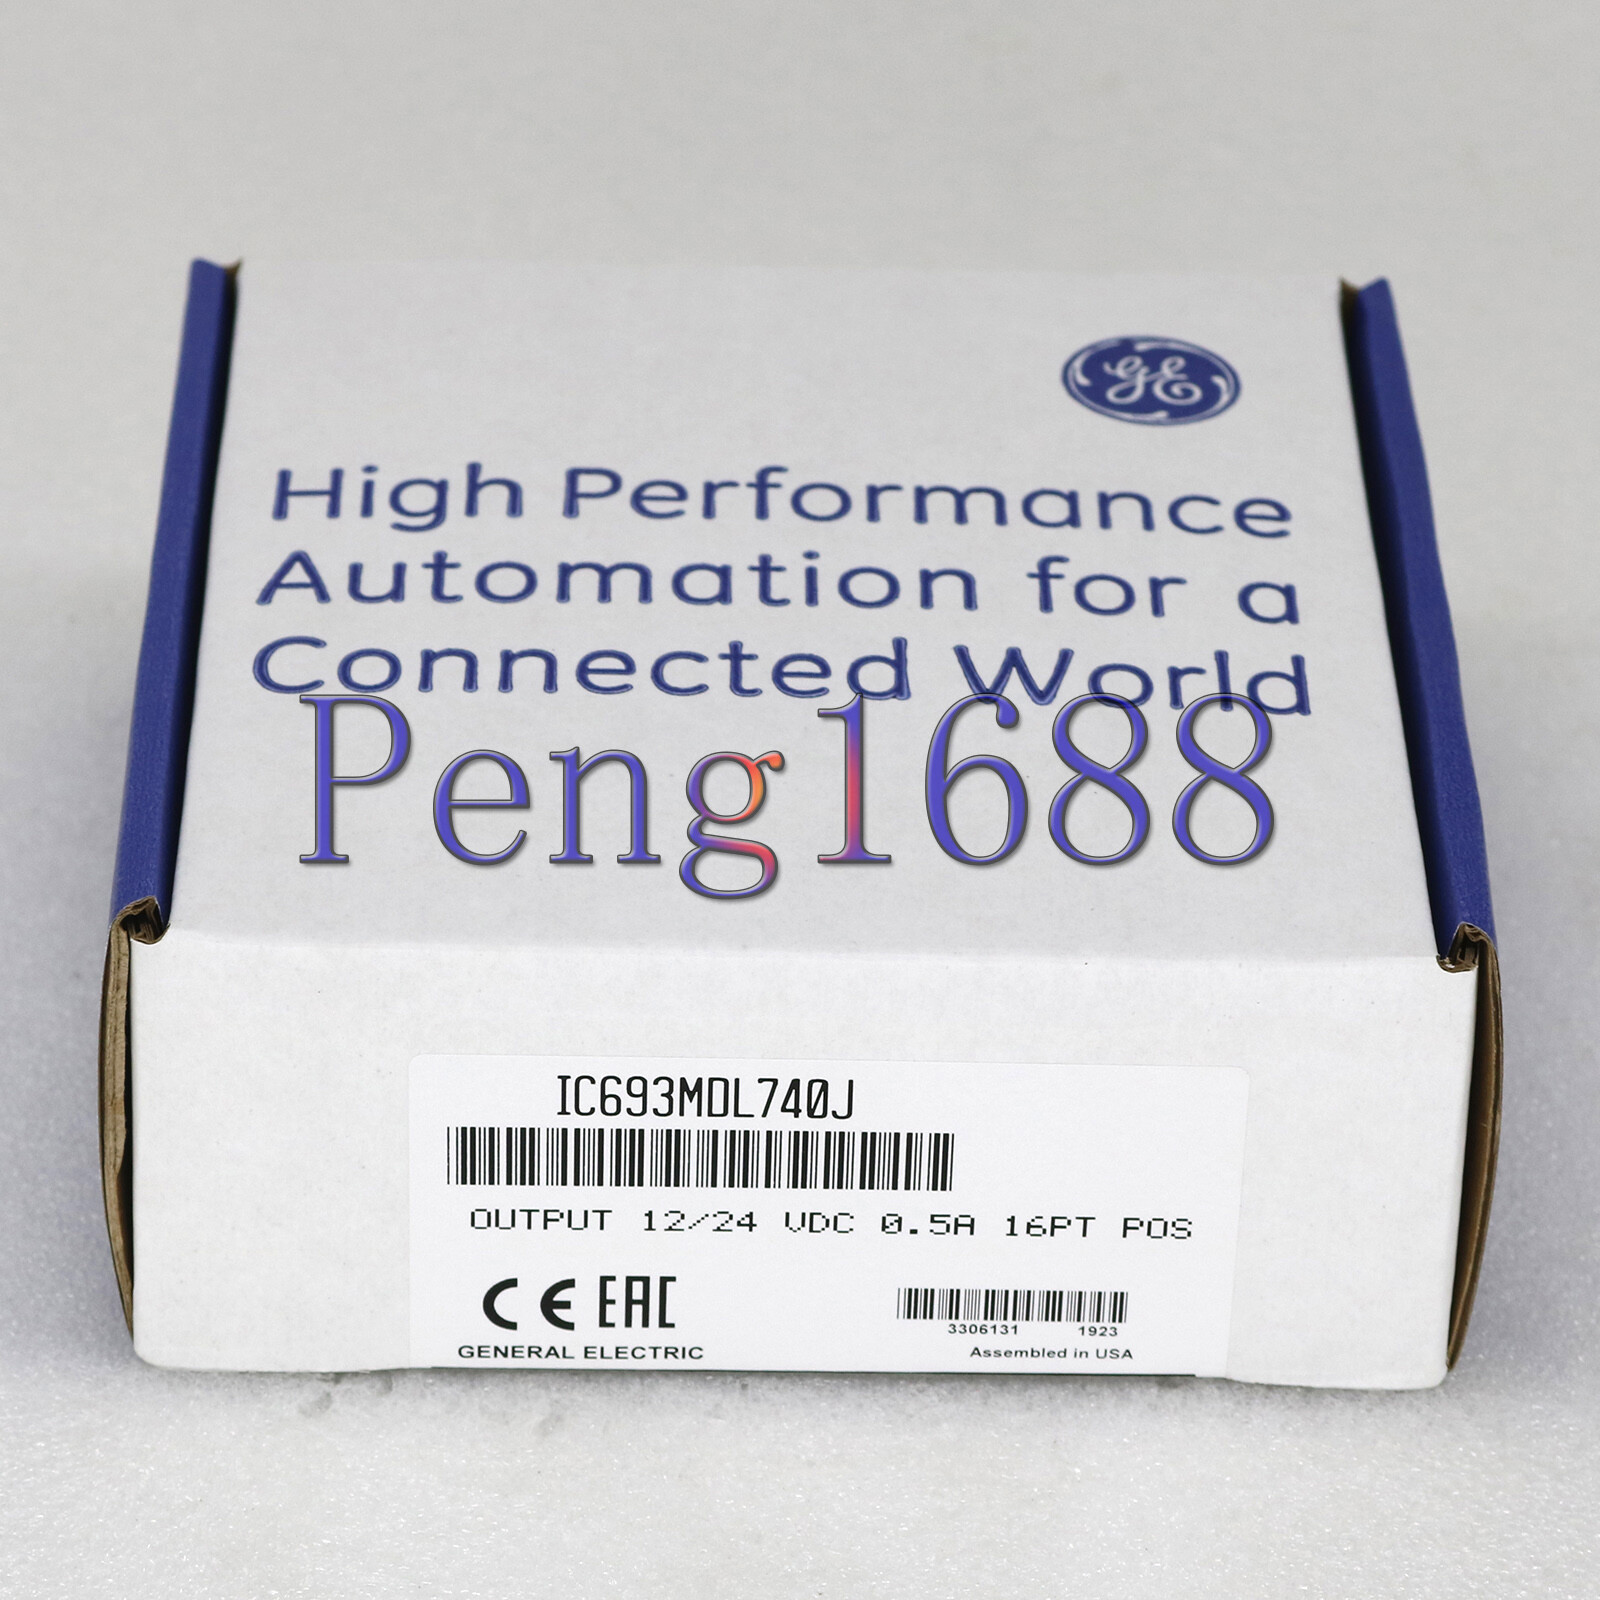 GE
High Performance
Automation for a
Connected World
Peng1688
IC693MDL740J
OUTPUT 12/24 VDC 0.5A 16PT POS
CE EAC
GENERAL ELECTRIC
3306131 1923
Assembled in USA